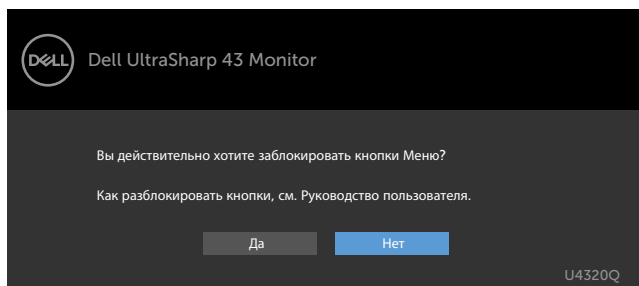 DELL
Dell UltraSharp 43 Monitor
Вы действительно хотите заблокировать кнопки Меню?
Как разблокировать кнопки, см. Руководство пользователя.
Да
Нет
U4320Q